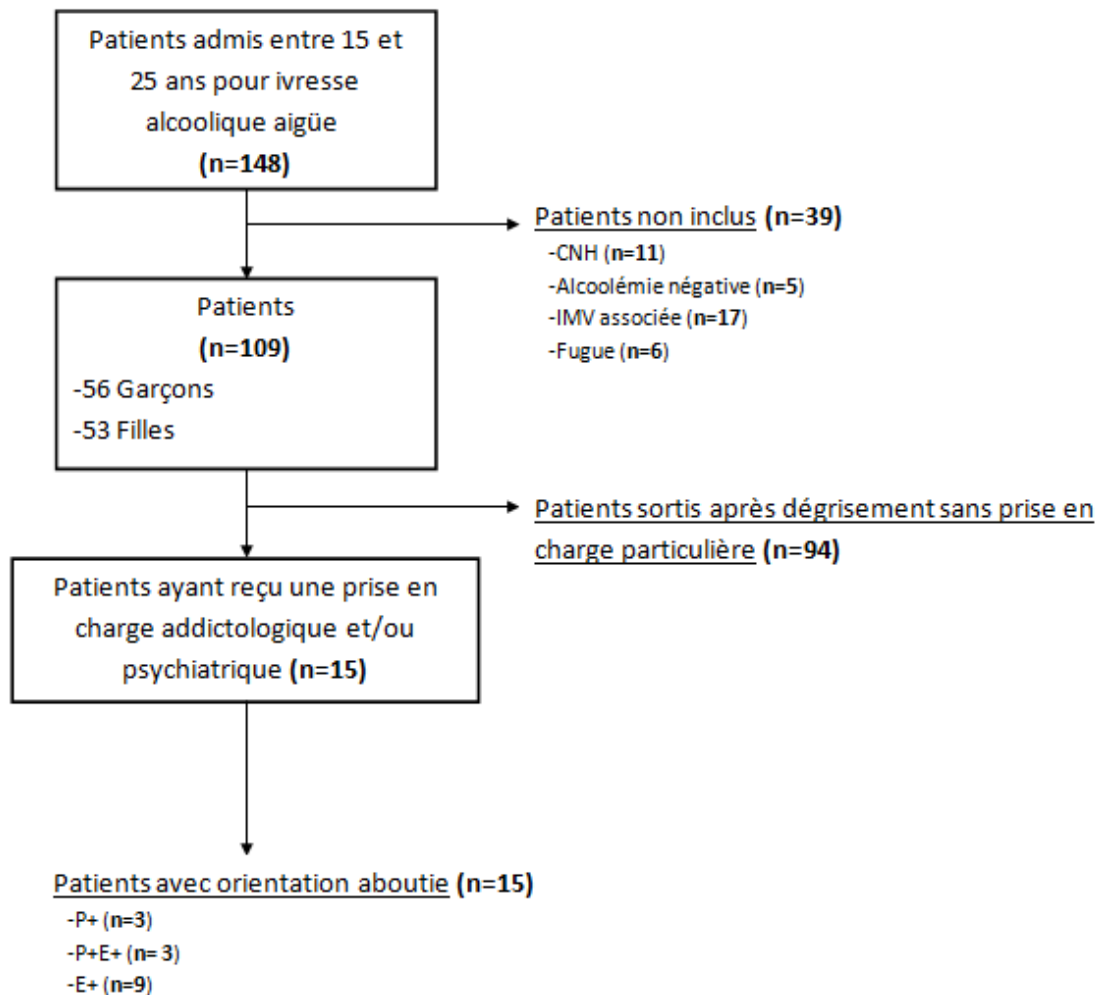 Patients admis entre 15 et
25 ans pour ivresse
alcoolique aigüe
(n=148)
Patients non inclus (n=39)
-CNH (n=11)
-Alcoolémie négative (n=5)
-IMV associée (n=17)
-Fugue (n=6)
Patients
(n=109)
-56 Garçons
-53 Filles
Patients sortis après dégrisement sans prise en
charge particulière (n=94)
Patients ayant reçu une prise en
charge addictologique et/ou
psychiatrique (n=15)
Patients avec orientation aboutie (n=15)
-P+ (n=3)
-P+E+ (n= 3)
-E+ (n=9)